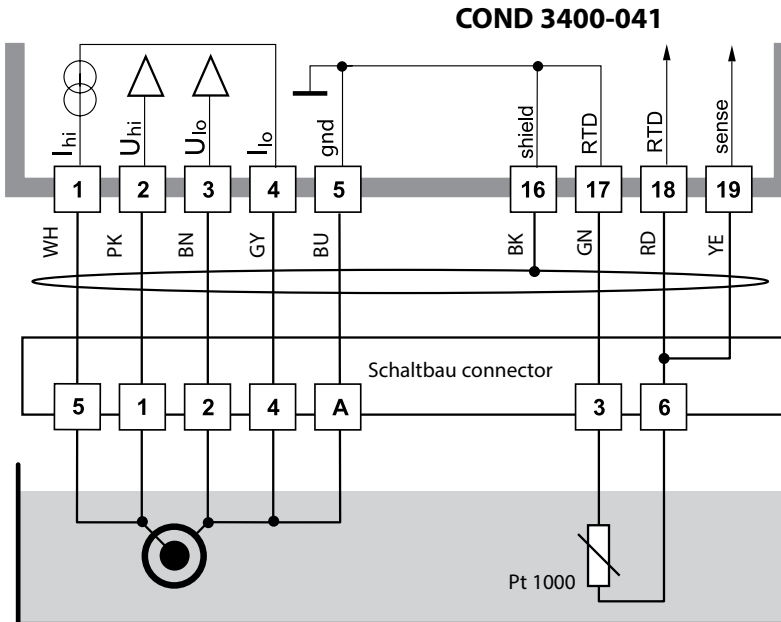 COND 3400-041
Ihi
Uhi
Ulo
Ilo
gnd
shield
RTD
RTD
sense
1 2 3 4 5 16 17 18 19
WH
PK
BN
GY
BU
BK
GN
RD
YE
Schaltbau connector
5 1 2 4 A 3 6
Pt 1000